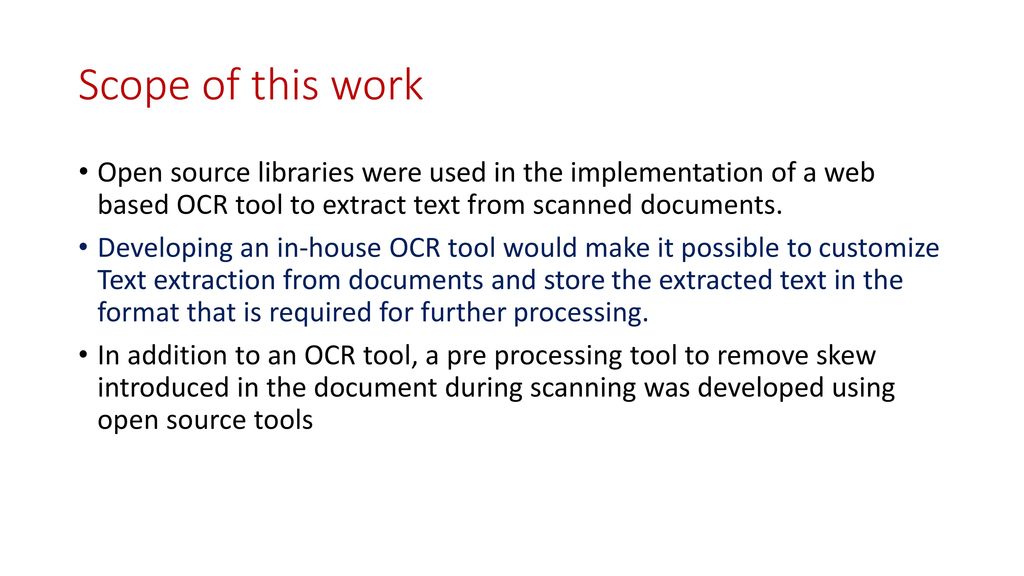 Scope of this work
• Open source libraries were used in the implementation of a web
based OCR tool to extract text from scanned documents.
• Developing an in-house OCR tool would make it possible to customize
Text extraction from documents and store the extracted text in the
format that is required for further processing.
• In addition to an OCR tool, a pre processing tool to remove skew
introduced in the document during scanning was developed using
open source tools